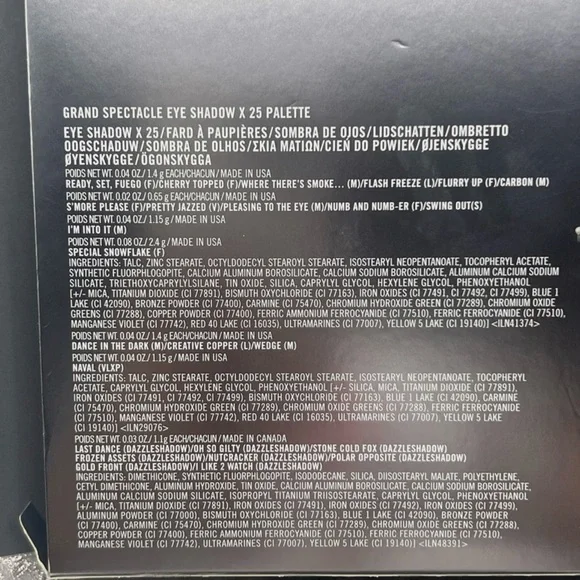 GRAND SPECTACLE EYE SHADOW X 25 PALETTE
EYE SHADOW X 25/FARD À PAUPIÈRES/SOMBRA DE OJOS/LIDSCHATTEN/OMBRETTO
OOGSCHADUW/SOMBRA DE OLHOS/ΣΚΙΑ ΜΑΤΙΩΝ/CIEŃ DO POWIEK/ØJENSKYGGE
ØYENSKYGGE/ÖGONSKYGGA
POIDS NET WT. 0.04 OZ./1.4 g EACH/CHACUN/MADE IN USA
READY, SET, FUEGO (F)/CHERRY TOPPED (F)/WHERE THERE'S SMOKE... (M)/FLASH FREEZE (L)/FLURRY UP (F)/CARBON (M)
POIDS NET WT. 0.02 OZ./0.65 g EACH/CHACUN/MADE IN USA
S'MORE PLEASE (F)/PRETTY JAZZED (V)/PLEASING TO THE EYE (M)/NUMB AND NUMB-ER (F)/SWING OUT(S)
POIDS NET WT. 0.04 OZ./1.15 g/MADE IN USA
I'M INTO IT (M)
POIDS NET WT. 0.08 OZ./2.4 g/MADE IN USA
SPECIAL SNOWFLAKE (F)
INGREDIENTS: TALC, ZINC STEARATE, OCTYLDODECYL STEAROYL STEARATE, ISOSTEARYL NEOPENTANOATE, TOCOPHERYL ACETATE,
SYNTHETIC FLUORPHLOGOPITE, CALCIUM ALUMINUM BOROSILICATE, CALCIUM SODIUM BOROSILICATE, ALUMINUM CALCIUM SODIUM
SILICATE, TRIETHOXYCAPRYLYLSILANE, TIN OXIDE, SILICA, CAPRYLYL GLYCOL, HEXYLENE GLYCOL, PHENOXYETHANOL
[+/- MICA, TITANIUM DIOXIDE (CI 77891), BISMUTH OXYCHLORIDE (CI 77163), IRON OXIDES (CI 77491, CI 77492, CI 77499), BLUE 1
LAKE (CI 42090), BRONZE POWDER (CI 77400), CARMINE (CI 75470), CHROMIUM HYDROXIDE GREEN (CI 77289), CHROMIUM OXIDE
GREENS (CI 77288), COPPER POWDER (CI 77400), FERRIC AMMONIUM FERROCYANIDE (CI 77510), FERRIC FERROCYANIDE (CI 77510),
MANGANESE VIOLET (CI 77742), RED 40 LAKE (CI 16035), ULTRAMARINES (CI 77007), YELLOW 5 LAKE (CI 19140)] <ILN41374>
POIDS NET WT. 0.04 OZ./1.4 g EACH/CHACUN/MADE IN USA
DANCE IN THE DARK (M)/CREATIVE COPPER (L)/WEDGE (M)
POIDS NET WT. 0.04 OZ./1.15 g/MADE IN USA
NAVAL (VLXP)
INGREDIENTS: TALC, ZINC STEARATE, OCTYLDODECYL STEAROYL STEARATE, ISOSTEARYL NEOPENTANOATE, TOCOPHERYL
ACETATE, CAPRYLYL GLYCOL, HEXYLENE GLYCOL, PHENOXYETHANOL [+/- SILICA, MICA, TITANIUM DIOXIDE (CI 77891),
IRON OXIDES (CI 77491, CI 77492, CI 77499), BISMUTH OXYCHLORIDE (CI 77163), BLUE 1 LAKE (CI 42090), CARMINE
(CI 75470), CHROMIUM HYDROXIDE GREEN (CI 77289), CHROMIUM OXIDE GREENS (CI 77288), FERRIC FERROCYANIDE
(CI 77510), MANGANESE VIOLET (CI 77742), RED 40 LAKE (CI 16035), ULTRAMARINES (CI 77007), YELLOW 5 LAKE
(CI 19140)] <ILN29076>
POIDS NET WT. 0.03 OZ./1.1g EACH/CHACUN/MADE IN CANADA
LAST DANCE (DAZZLESHADOW)/OH SO GILTY (DAZZLESHADOW)/STONE COLD FOX (DAZZLESHADOW)
FROZEN ASSETS (DAZZLESHADOW)/NUTCRACKER (DAZZLESHADOW)/POLAR OPPOSITE (DAZZLESHADOW)
GOLD FRONT (DAZZLESHADOW)/I LIKE 2 WATCH (DAZZLESHADOW)
INGREDIENTS: DIMETHICONE, SYNTHETIC FLUORPHLOGOPITE, ISODODECANE, SILICA, DIISOSTEARYL MALATE, POLYETHYLENE,
CETYL DIMETHICONE, ALUMINUM HYDROXIDE, TIN OXIDE, CALCIUM ALUMINUM BOROSILICATE, CALCIUM SODIUM BOROSILICATE,
ALUMINUM CALCIUM SODIUM SILICATE, ISOPROPYL TITANIUM TRIISOSTEARATE, CAPRYLYL GLYCOL, PHENOXYETHANOL
[+/- MICA, TITANIUM DIOXIDE (CI 77891), IRON OXIDES (CI 77491), IRON OXIDES (CI 77492), IRON OXIDES (CI 77499),
BISMUTH OXYCHLORIDE (CI 77163), BLUE 1 LAKE (CI 42090), BRONZE POWDER
(CI 77400), CARMINE (CI 75470), CHROMIUM HYDROXIDE GREEN (CI 77289), CHROMIUM OXIDE GREENS (CI 77288),
COPPER POWDER (CI 77400), FERRIC AMMONIUM FERROCYANIDE (CI 77510), FERRIC FERROCYANIDE (CI 77510),
MANGANESE VIOLET (CI 77742), ULTRAMARINES (CI 77007), YELLOW 5 LAKE (CI 19140)] <ILN48391>